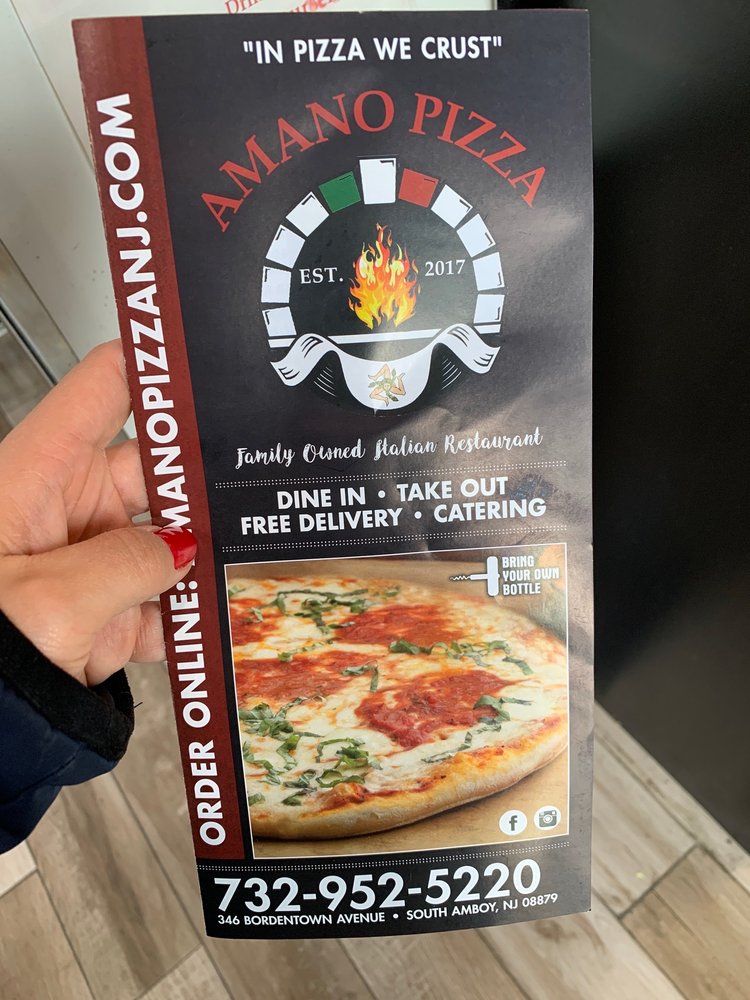 "IN PIZZA WE CRUST"
AMANO PIZZA
EST. 2017
Family Owned Italian Restaurant
DINE IN • TAKE OUT
FREE DELIVERY • CATERING
BRING
YOUR OWN
BOTTLE
f
732-952-5220
346 BORDENTOWN AVENUE • SOUTH AMBOY, NJ 08879
ORDER ONLINE: MANOPIZZANJ.COM